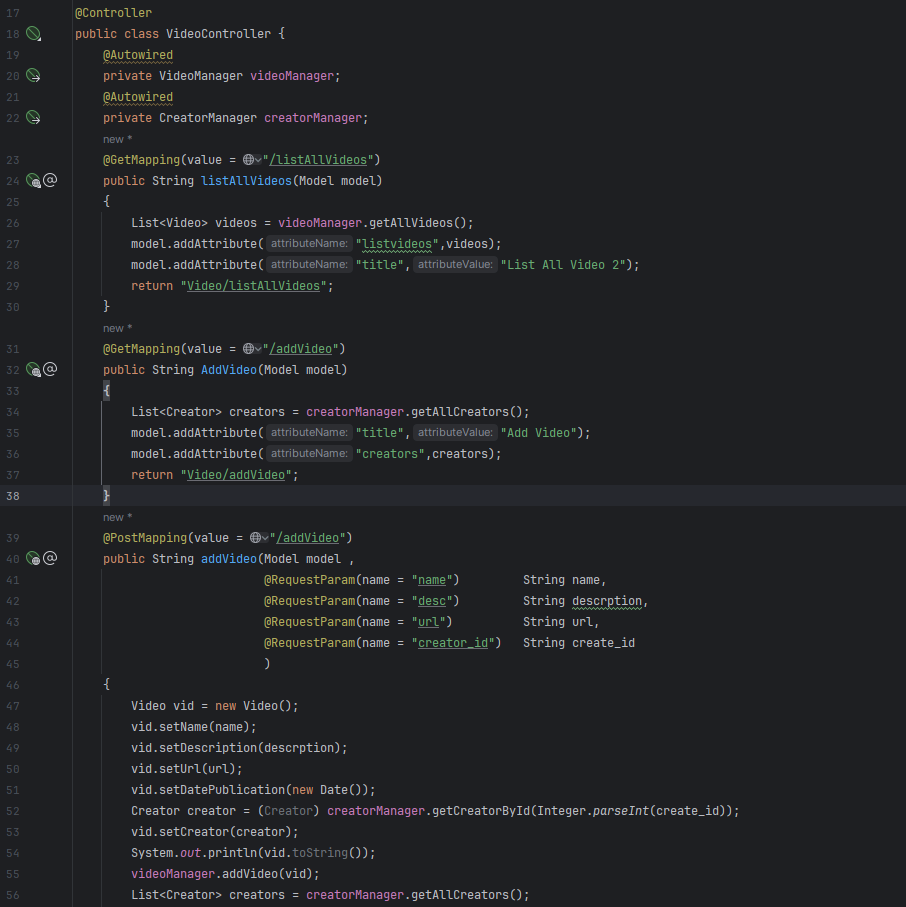 17 @Controller
18 public class VideoController {
19 @Autowired
20 private VideoManager videoManager;
21 @Autowired
22 private CreatorManager creatorManager;
new *
23 @GetMapping(value = "/listAllVideos")
24 @ public String listAllVideos(Model model)
25 {
26 List<Video> videos = videoManager.getAllVideos();
27 model.addAttribute( attributeName: "listvideos",videos);
28 model.addAttribute( attributeName: "title", attributeValue: "List All Video 2");
29 return "Video/listAllVideos";
30 }
new *
31 @GetMapping(value = "/addVideo")
32 @ public String AddVideo(Model model)
33 {
34 List<Creator> creators = creatorManager.getAllCreators();
35 model.addAttribute( attributeName: "title", attributeValue: "Add Video");
36 model.addAttribute( attributeName: "creators",creators);
37 return "Video/addVideo";
38 }
new *
39 @PostMapping(value = "/addVideo")
40 @ public String addVideo(Model model ,
41 @RequestParam(name = "name") String name,
42 @RequestParam(name = "desc") String descrption,
43 @RequestParam(name = "url") String url,
44 @RequestParam(name = "creator_id") String create_id
45 )
46 {
47 Video vid = new Video();
48 vid.setName(name);
49 vid.setDescription(descrption);
50 vid.setUrl(url);
51 vid.setDatePublication(new Date());
52 Creator creator = (Creator) creatorManager.getCreatorById(Integer.parseInt(create_id));
53 vid.setCreator(creator);
54 System.out.println(vid.toString());
55 videoManager.addVideo(vid);
56 List<Creator> creators = creatorManager.getAllCreators();